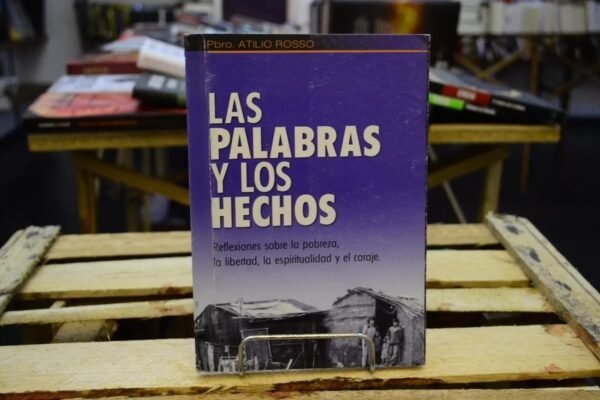 Pbro. ATILIO ROSSO
LAS
PALABRAS
Y LOS
HECHOS
Reflexiones sobre la pobreza,
la libertad, la espiritualidad y el coraje.